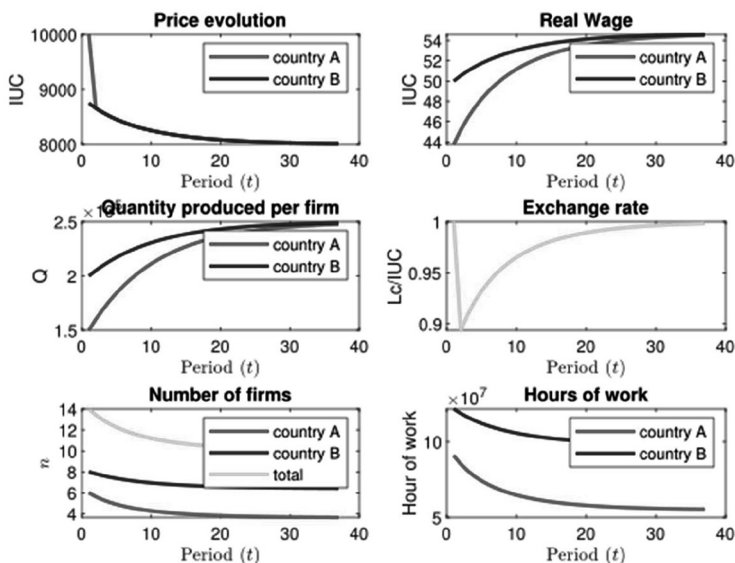 Price evolution
10000
9000
8000
IUC
country A
country B
0
10
20
30
40
Period (t)
Real Wage
54
52
50
48
46
44
IUC
country A
country B
0
10
20
30
40
Period (t)
Quantity produced per firm
×10⁵
2.5
2
1.5
Q
country A
country B
0
10
20
30
40
Period (t)
Exchange rate
1
0.95
0.9
Lc/IUC
0
10
20
30
40
Period (t)
Number of firms
14
12
10
8
6
4
n
country A
country B
total
0
10
20
30
40
Period (t)
Hours of work
×10⁷
10
5
Hour of work
country A
country B
0
10
20
30
40
Period (t)